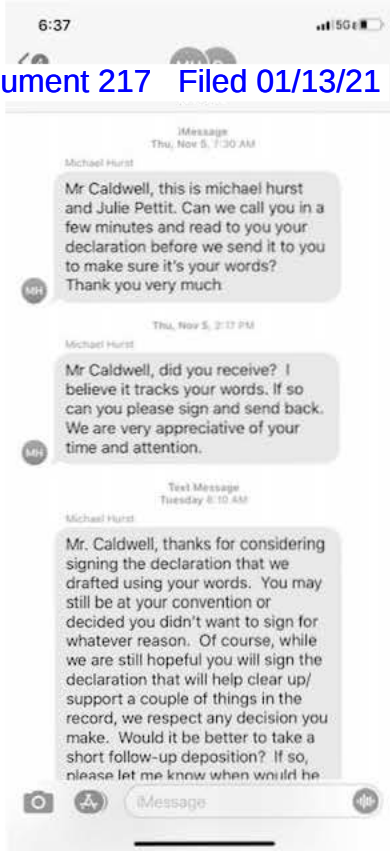 6:37
5G
ument 217 Filed 01/13/21
iMessage
Thu, Nov 5, 7:30 AM
Michael Hurst
Mr Caldwell, this is michael hurst
and Julie Pettit. Can we call you in a
few minutes and read to you your
declaration before we send it to you
to make sure it's your words?
Thank you very much
MH
Thu, Nov 5, 2:17 PM
Michael Hurst
Mr Caldwell, did you receive? I
believe it tracks your words. If so
can you please sign and send back.
We are very appreciative of your
time and attention.
MH
Text Message
Tuesday 6:10 AM
Michael Hurst
Mr. Caldwell, thanks for considering
signing the declaration that we
drafted using your words. You may
still be at your convention or
decided you didn't want to sign for
whatever reason. Of course, while
we are still hopeful you will sign the
declaration that will help clear up/
support a couple of things in the
record, we respect any decision you
make. Would it be better to take a
short follow-up deposition? If so,
please let me know when would be
iMessage